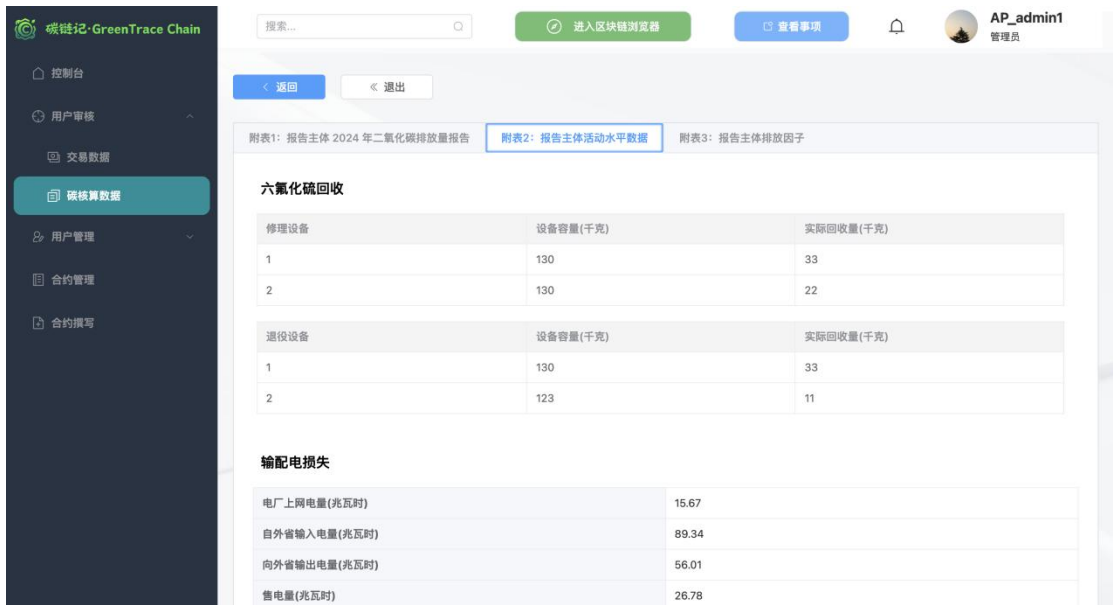 碳链记·GreenTrace Chain
搜索...
进入区块链浏览器
查看事项
AP_admin1
管理员
控制台
用户审核
交易数据
碳核算数据
用户管理
合约管理
合约撰写
返回
退出
附表1：报告主体 2024 年二氧化碳排放量报告
附表2：报告主体活动水平数据
附表3：报告主体排放因子
六氟化硫回收
修理设备 设备容量(千克) 实际回收量(千克)
1 130 33
2 130 22
退役设备 设备容量(千克) 实际回收量(千克)
1 130 33
2 123 11
输配电损失
电厂上网电量(兆瓦时) 15.67
自外省输入电量(兆瓦时) 89.34
向外省输出电量(兆瓦时) 56.01
售电量(兆瓦时) 26.78